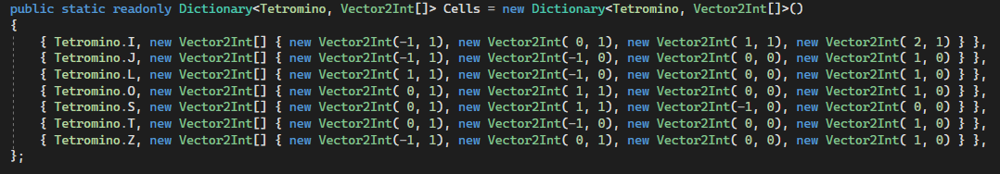 public static readonly Dictionary<Tetromino, Vector2Int[]> Cells = new Dictionary<Tetromino, Vector2Int[]>()
{
    { Tetromino.I, new Vector2Int[] { new Vector2Int(-1, 1), new Vector2Int( 0, 1), new Vector2Int( 1, 1), new Vector2Int( 2, 1) } },
    { Tetromino.J, new Vector2Int[] { new Vector2Int(-1, 1), new Vector2Int(-1, 0), new Vector2Int( 0, 0), new Vector2Int( 1, 0) } },
    { Tetromino.L, new Vector2Int[] { new Vector2Int( 1, 1), new Vector2Int(-1, 0), new Vector2Int( 0, 0), new Vector2Int( 1, 0) } },
    { Tetromino.O, new Vector2Int[] { new Vector2Int( 0, 1), new Vector2Int( 1, 1), new Vector2Int( 0, 0), new Vector2Int( 1, 0) } },
    { Tetromino.S, new Vector2Int[] { new Vector2Int( 0, 1), new Vector2Int( 1, 1), new Vector2Int(-1, 0), new Vector2Int( 0, 0) } },
    { Tetromino.T, new Vector2Int[] { new Vector2Int( 0, 1), new Vector2Int(-1, 0), new Vector2Int( 0, 0), new Vector2Int( 1, 0) } },
    { Tetromino.Z, new Vector2Int[] { new Vector2Int(-1, 1), new Vector2Int( 0, 1), new Vector2Int( 0, 0), new Vector2Int( 1, 0) } },
};